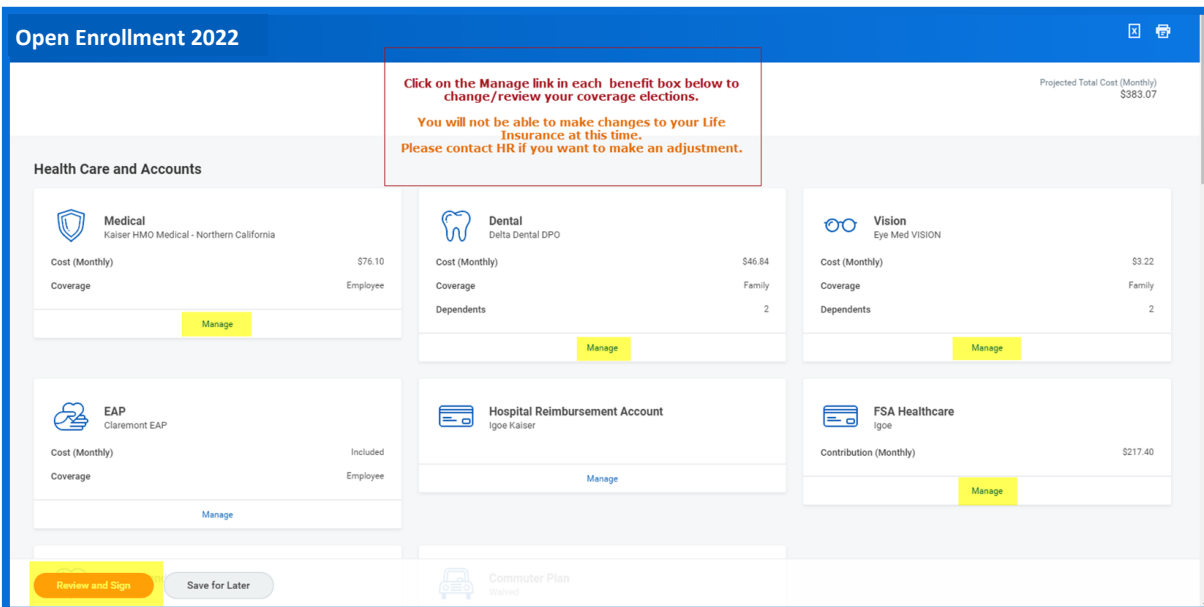 Open Enrollment 2022
Click on the Manage link in each benefit box below to
change/review your coverage elections.
You will not be able to make changes to your Life
Insurance at this time.
Please contact HR if you want to make an adjustment.
Projected Total Cost (Monthly)
$383.07
Health Care and Accounts
Medical
Kaiser HMO Medical - Northern California
Cost (Monthly) $76.10
Coverage Employee
Manage
Dental
Delta Dental DPO
Cost (Monthly) $46.84
Coverage Family
Dependents 2
Manage
Vision
Eye Med VISION
Cost (Monthly) $3.22
Coverage Family
Dependents 2
Manage
EAP
Claremont EAP
Cost (Monthly) Included
Coverage Employee
Manage
Hospital Reimbursement Account
Igoe Kaiser
Manage
FSA Healthcare
Igoe
Contribution (Monthly) $217.40
Manage
Review and Sign
Save for Later
Commuter Plan
Waived